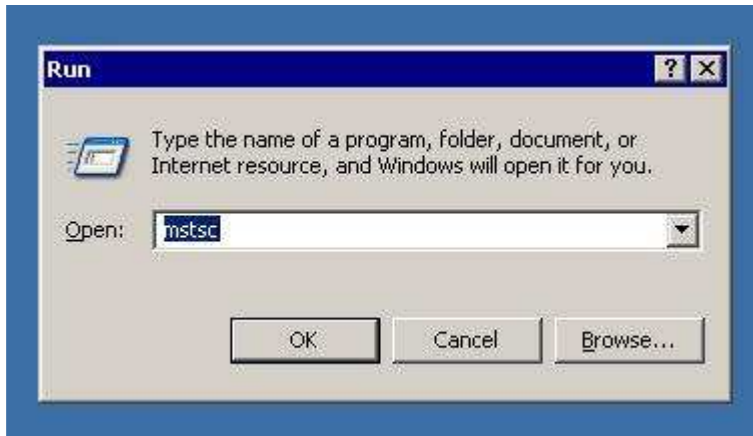 Run
Type the name of a program, folder, document, or
Internet resource, and Windows will open it for you.
Open: mstsc
OK Cancel Browse...